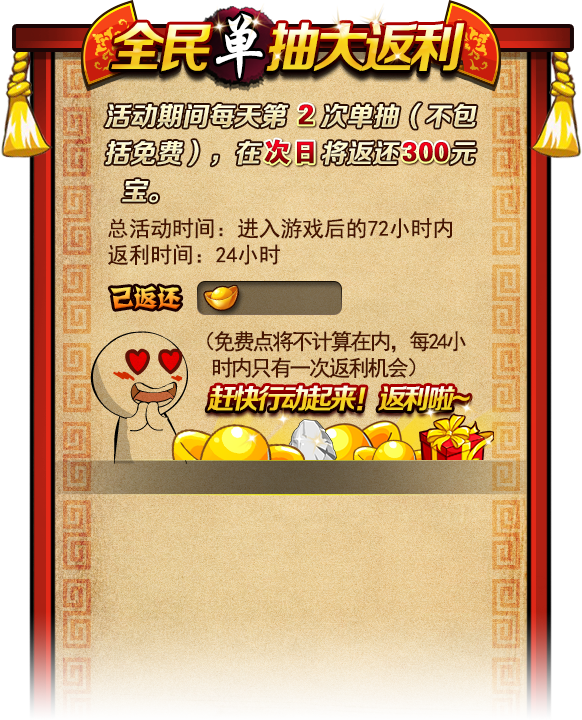 全民单抽大返利
活动期间每天第2次单抽（不包
括免费），在次日将返还300元
宝。
总活动时间：进入游戏后的72小时内
返利时间：24小时
已返还
（免费点将不计算在内，每24小
时内只有一次返利机会）
赶快行动起来！返利啦~